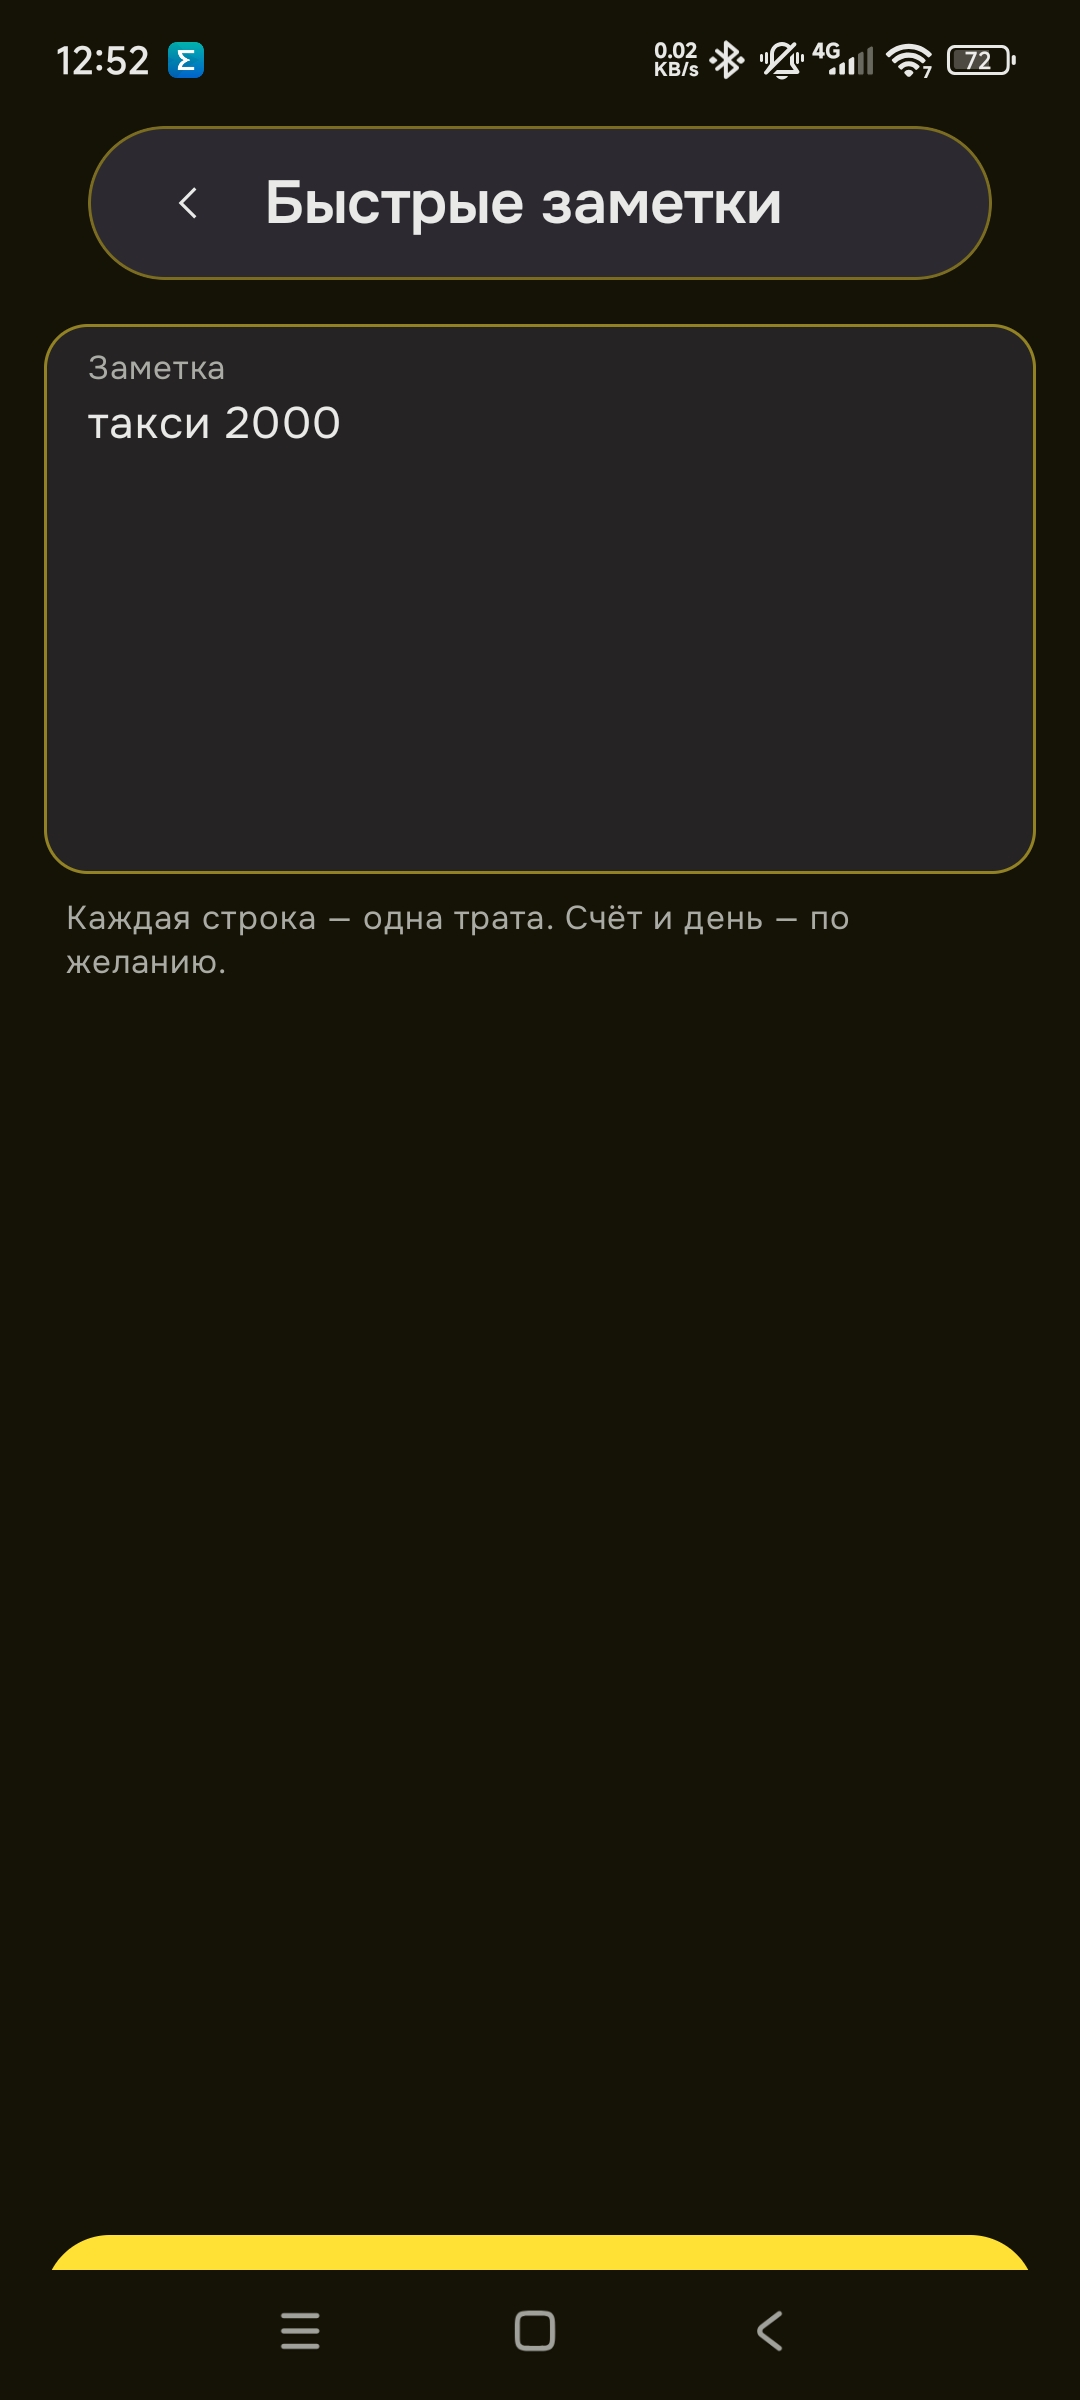 12:52
0.02
KB/s
4G
7
72
Быстрые заметки
Заметка
такси 2000
Каждая строка — одна трата. Счёт и день — по
желанию.